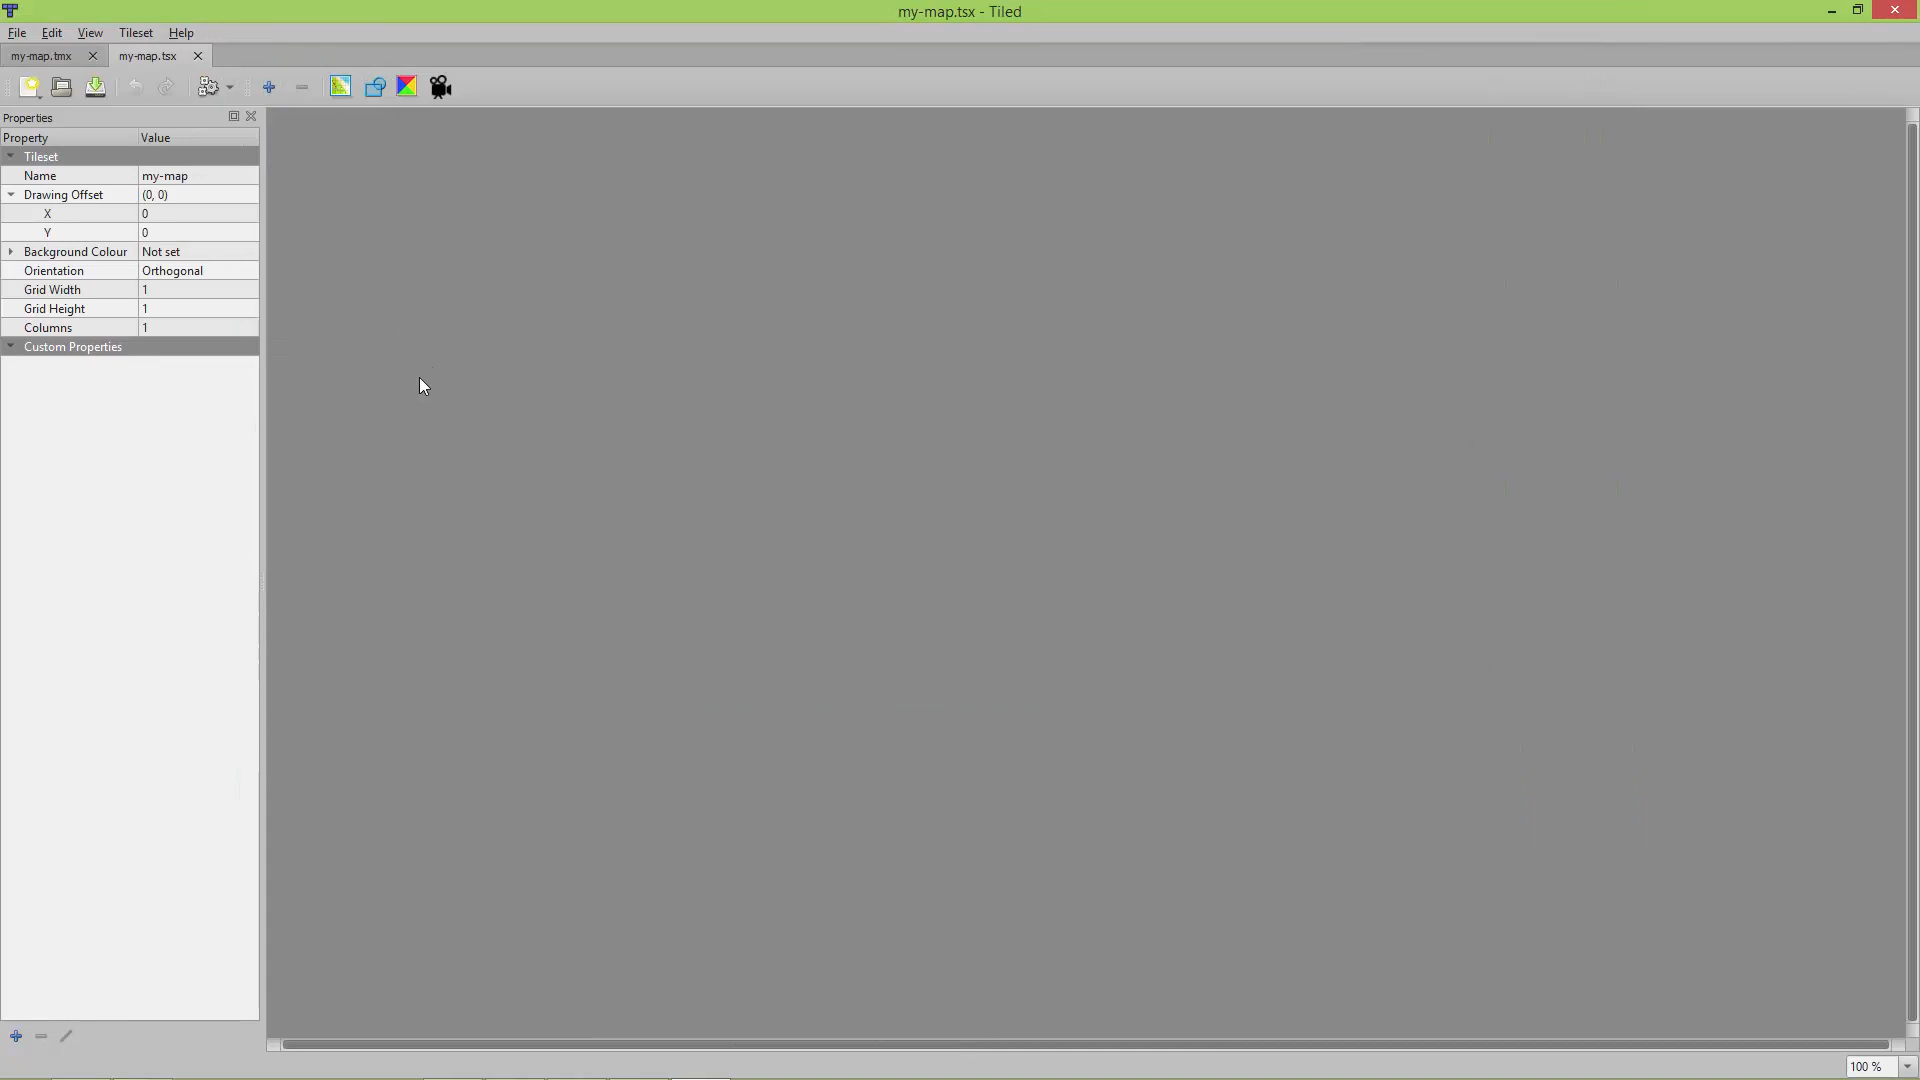 my-map.tsx - Tiled
File Edit View Tileset Help
my-map.tmx my-map.tsx
Properties
Property Value
Tileset
Name my-map
Drawing Offset (0, 0)
X 0
Y 0
Background Colour Not set
Orientation Orthogonal
Grid Width 1
Grid Height 1
Columns 1
Custom Properties
100 %